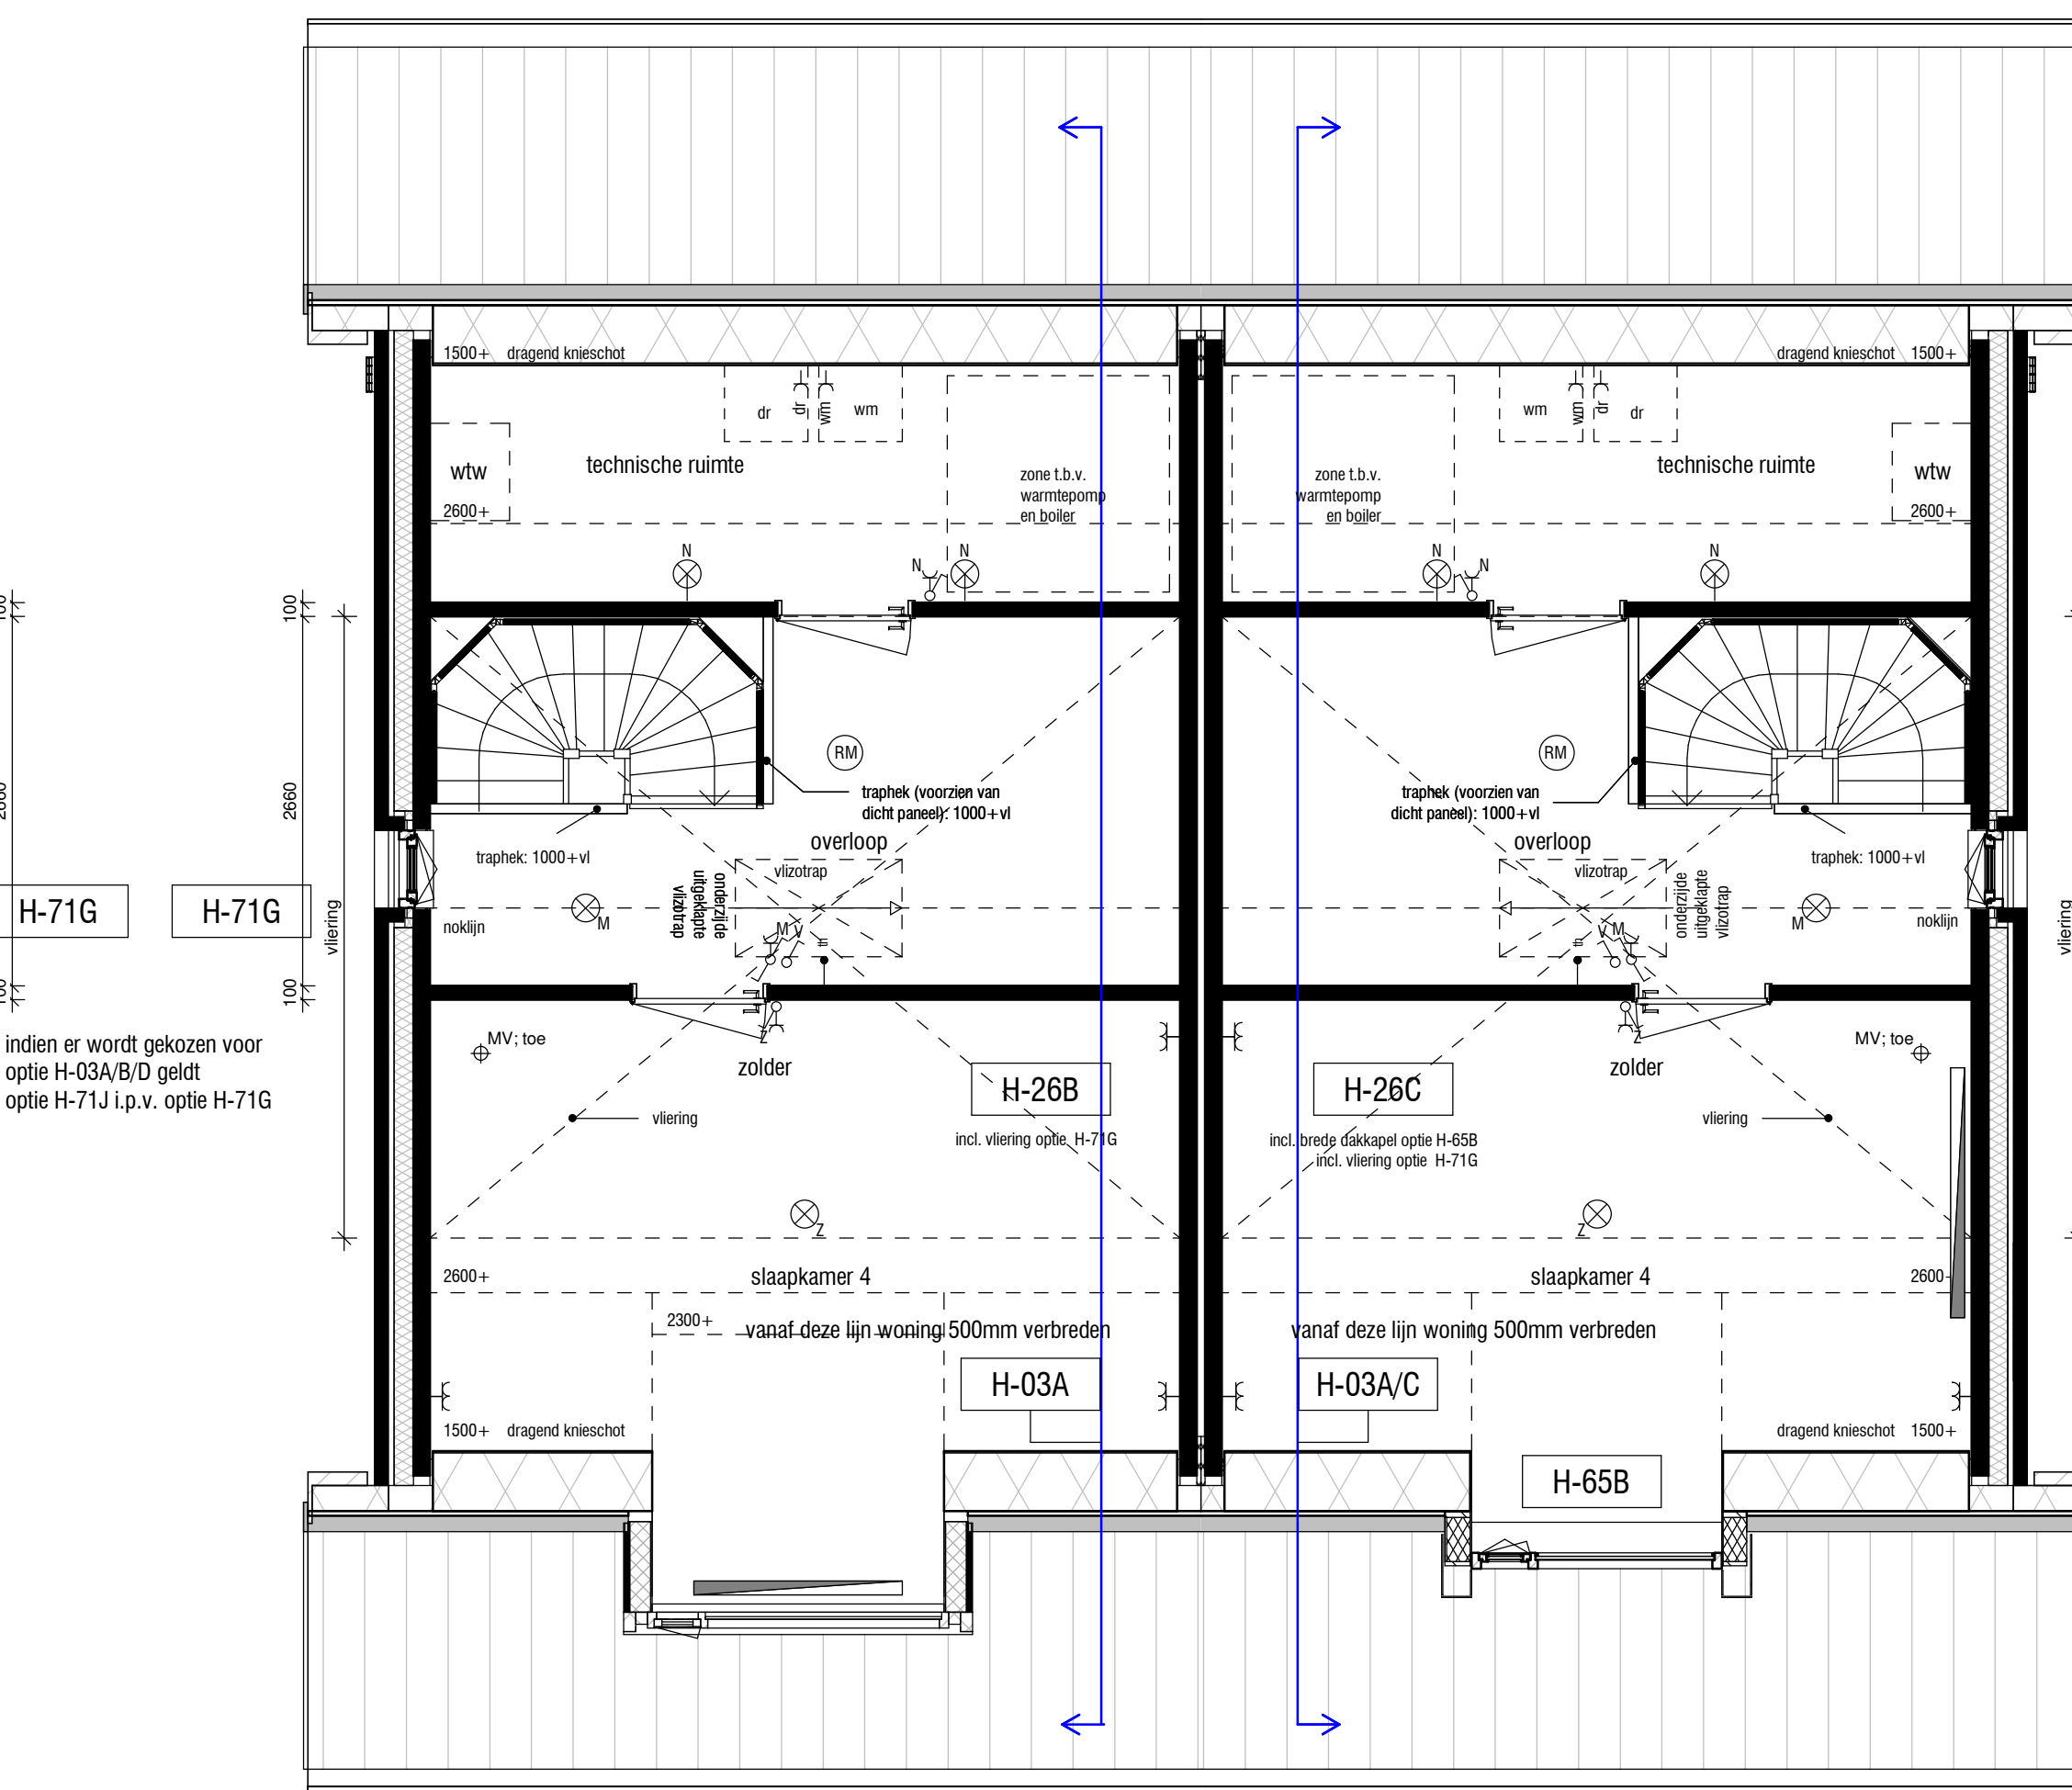 1500+ dragend knieschot
dragend knieschot 1500+
dr
dr
wm
wm
wm
wm
dr
dr
wtw
technische ruimte
2600+
zone t.b.v.
warmtepomp
en boiler
zone t.b.v.
warmtepomp
en boiler
technische ruimte
wtw
2600+
N
N
N
N
N
N
100
2660
100
100
2660
100
vliering
H-71G
H-71G
RM
traphek (voorzien van
dicht paneel): 1000+vl
overloop
traphek: 1000+vl
vlizotrap
onderzijde
uitgeklapte
vlizotrap
M
noklijn
M V
RM
traphek (voorzien van
dicht paneel): 1000+vl
overloop
traphek: 1000+vl
vlizotrap
onderzijde
uitgeklapte
vlizotrap
M
noklijn
V M
vliering
indien er wordt gekozen voor
optie H-03A/B/D geldt
optie H-71J i.p.v. optie H-71G
MV; toe
Z
zolder
H-26B
vliering
incl. vliering optie H-71G
Z
2600+
slaapkamer 4
2300+
vanaf deze lijn woning 500mm verbreden
H-03A
1500+ dragend knieschot
Z
zolder
MV; toe
H-26C
vliering
incl. brede dakkapel optie H-65B
incl. vliering optie H-71G
Z
slaapkamer 4
2600+
vanaf deze lijn woning 500mm verbreden
H-03A/C
dragend knieschot 1500+
H-65B